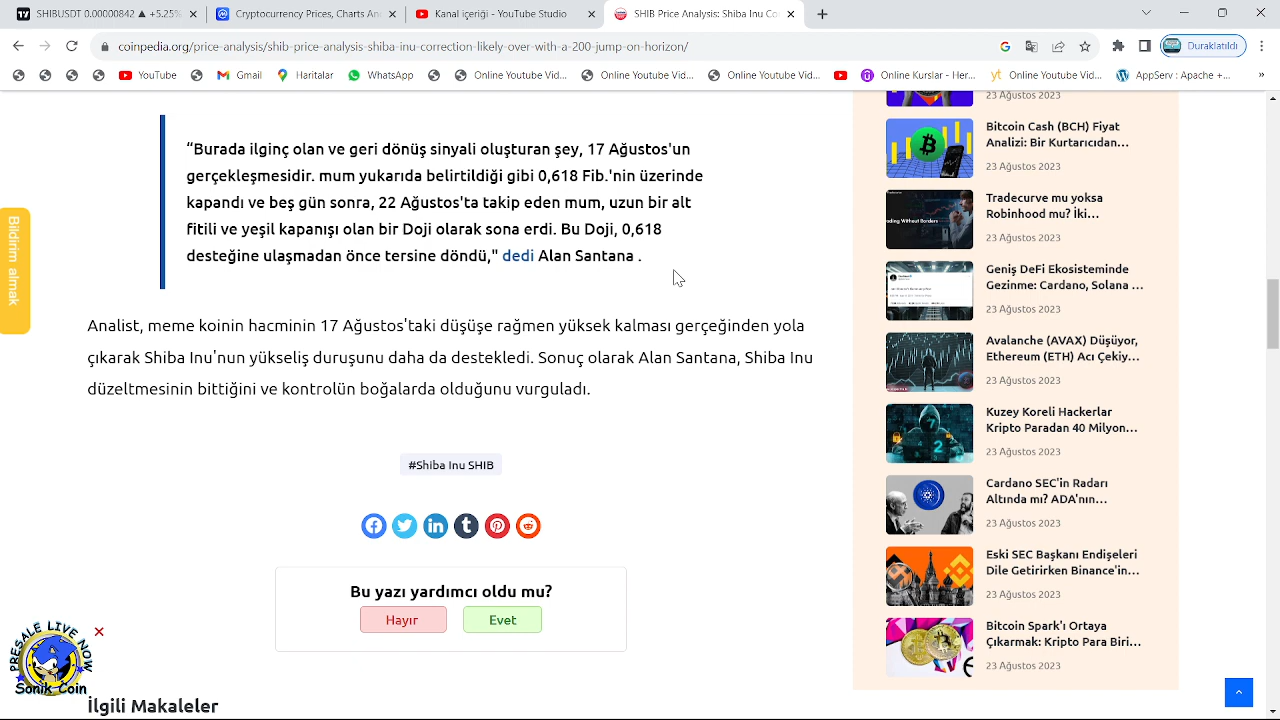 SHIBUSDT 0.00000842 ▲ +5.25%
Cryptocurrency Prices, Charts an
Kanal içeriği - YouTube Studio
SHIB Price Analysis Shiba Inu Co
coinpedia.org/price-analysis/shib-price-analysis-shiba-inu-correction-likely-over-with-a-200-jump-on-horizon/
Duraklatıldı
YouTube
Gmail
Haritalar
WhatsApp
Online Youtube Vid...
Online Youtube Vid...
Online Youtube Vid...
Online Kurslar - Her...
Online Youtube Vid...
AppServ : Apache +...
“Burada ilginç olan ve geri dönüş sinyali oluşturan şey, 17 Ağustos'un
gerçekleşmesidir. mum yukarıda belirtildiği gibi 0,618 Fib.'nin üzerinde
kapandı ve beş gün sonra, 22 Ağustos'ta takip eden mum, uzun bir alt
fitil ve yeşil kapanışı olan bir Doji olarak sona erdi. Bu Doji, 0,618
desteğine ulaşmadan önce tersine döndü,” dedi Alan Santana .
Analist, meme koin hacminin 17 Ağustos'taki düşüşe rağmen yüksek kalması gerçeğinden yola
çıkarak Shiba Inu'nun yükseliş duruşunu daha da destekledi. Sonuç olarak Alan Santana, Shiba Inu
düzeltmesinin bittiğini ve kontrolün boğalarda olduğunu vurguladı.
#Shiba Inu SHIB
Bu yazı yardımcı oldu mu?
Hayır
Evet
İlgili Makaleler
Bildirim almak
PRESALE LIVE NOW
Sonik Coin
23 Ağustos 2023
Bitcoin Cash (BCH) Fiyat
Analizi: Bir Kurtarıcıdan...
23 Ağustos 2023
Tradecurve mu yoksa
Robinhood mu? İki...
23 Ağustos 2023
Geniş DeFi Ekosisteminde
Gezinme: Cardano, Solana ...
23 Ağustos 2023
Avalanche (AVAX) Düşüyor,
Ethereum (ETH) Acı Çekiy...
23 Ağustos 2023
Kuzey Koreli Hackerlar
Kripto Paradan 40 Milyon...
23 Ağustos 2023
Cardano SEC'in Radarı
Altında mı? ADA'nın...
23 Ağustos 2023
Eski SEC Başkanı Endişeleri
Dile Getirirken Binance'in...
23 Ağustos 2023
Bitcoin Spark'ı Ortaya
Çıkarmak: Kripto Para Biri...
23 Ağustos 2023